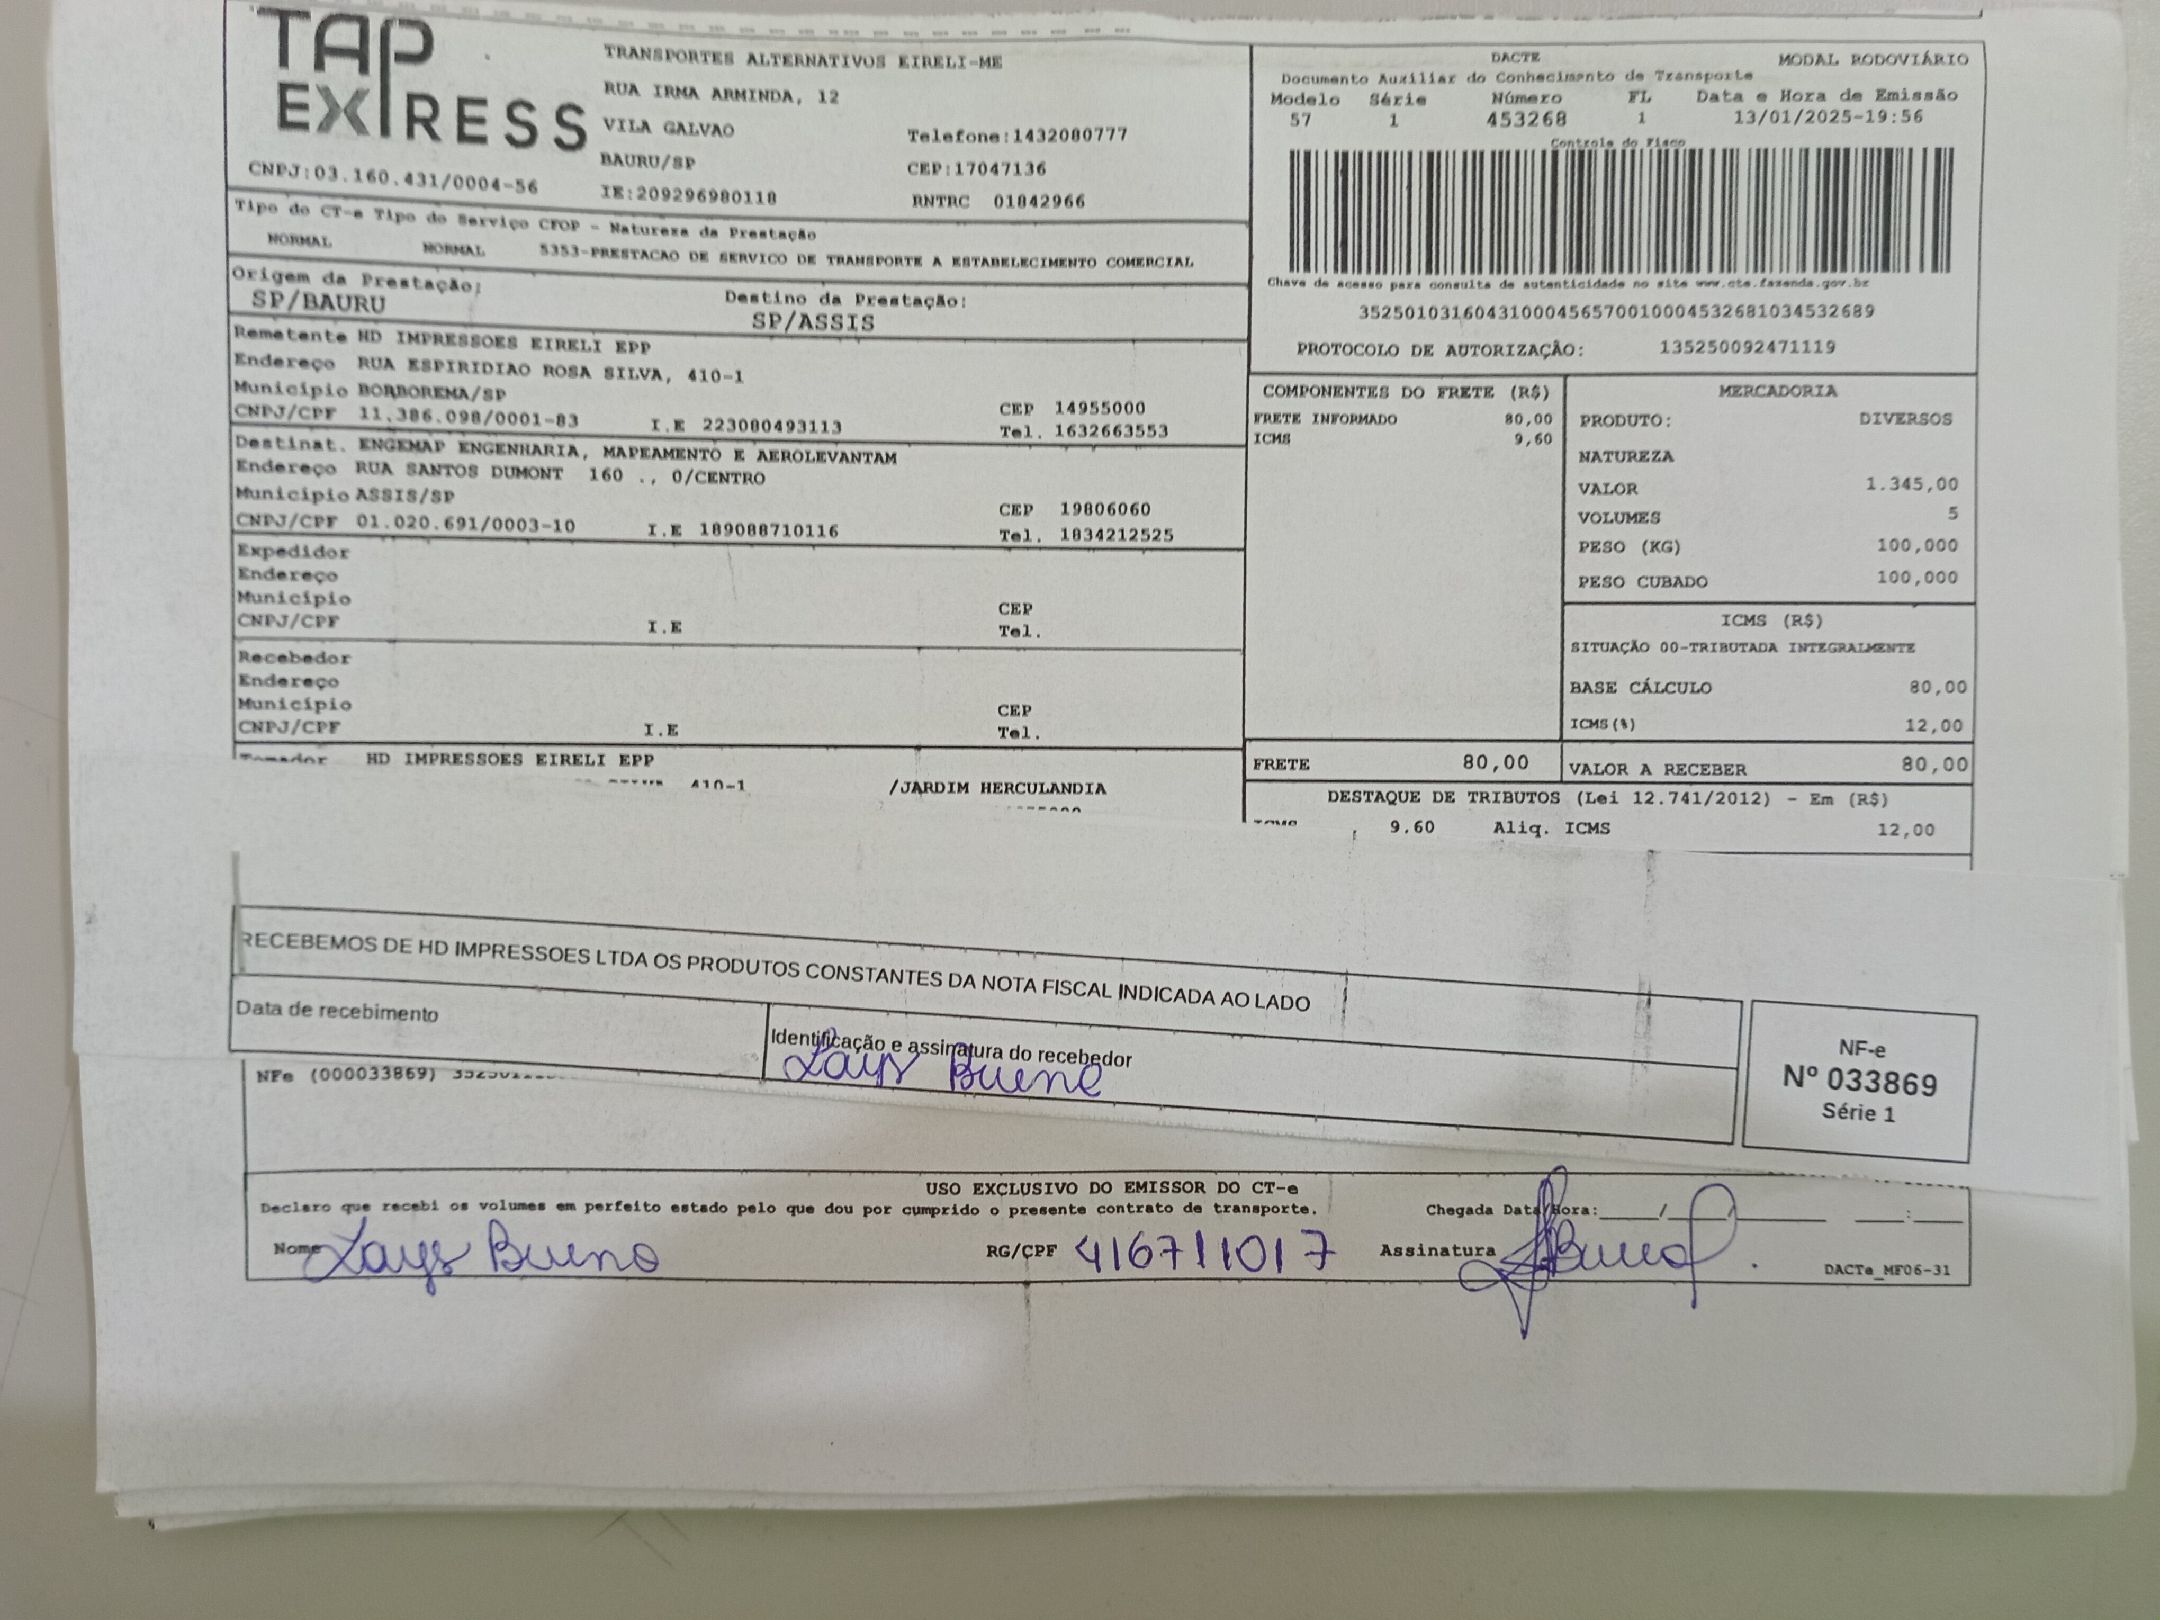 TAP EXPRESS
CNPJ:03.160.431/0004-56
TRANSPORTES ALTERNATIVOS EIRELI-ME
RUA IRMA ARMINDA, 12
VILA GALVAO Telefone:1432080777
BAURU/SP CEP:17047136
IE:209296980118 RNTRC 01842966
DACTE MODAL RODOVIÁRIO
Documento Auxiliar do Conhecimento de Transporte
Modelo Série Número FL Data e Hora de Emissão
57 1 453268 1 13/01/2025-19:56
Controle do Fisco
Chave de acesso para consulta de autenticidade no site www.cte.fazenda.gov.br
35250103160431000456570010004532681034532689
PROTOCOLO DE AUTORIZAÇÃO: 135250092471119
Tipo do CT-e Tipo do Serviço CFOP - Natureza da Prestação
NORMAL NORMAL 5353-PRESTACAO DE SERVICO DE TRANSPORTE A ESTABELECIMENTO COMERCIAL
Origem da Prestação: Destino da Prestação:
SP/BAURU SP/ASSIS
Remetente HD IMPRESSOES EIRELI EPP
Endereço RUA ESPIRIDIAO ROSA SILVA, 410-1
Município BORBOREMA/SP CEP 14955000
CNPJ/CPF 11.386.098/0001-83 I.E 223080493113 Tel. 1632663553
Destinat. ENGEMAP ENGENHARIA, MAPEAMENTO E AEROLEVANTAM
Endereço RUA SANTOS DUMONT 160 ., 0/CENTRO
Município ASSIS/SP CEP 19806060
CNPJ/CPF 01.020.691/0003-10 I.E 189088710116 Tel. 1834212525
Expedidor
Endereço
Município CEP
CNPJ/CPF I.E Tel.
Recebedor
Endereço
Município CEP
CNPJ/CPF I.E Tel.
Tomador HD IMPRESSOES EIRELI EPP
410-1 /JARDIM HERCULANDIA
COMPONENTES DO FRETE (R$)
FRETE INFORMADO 80,00
ICMS 9,60
MERCADORIA
PRODUTO: DIVERSOS
NATUREZA
VALOR 1.345,00
VOLUMES 5
PESO (KG) 100,000
PESO CUBADO 100,000
ICMS (R$)
SITUAÇÃO 00-TRIBUTADA INTEGRALMENTE
BASE CÁLCULO 80,00
ICMS(%) 12,00
FRETE 80,00 VALOR A RECEBER 80,00
DESTAQUE DE TRIBUTOS (Lei 12.741/2012) - Em (R$)
ICMS 9.60 Aliq. ICMS 12,00
RECEBEMOS DE HD IMPRESSOES LTDA OS PRODUTOS CONSTANTES DA NOTA FISCAL INDICADA AO LADO
Data de recebimento Identificação e assinatura do recebedor
Lays Bueno
NF-e
Nº 033869
Série 1
NFe (000033869)
USO EXCLUSIVO DO EMISSOR DO CT-e
Declaro que recebi os volumes em perfeito estado pelo que dou por cumprido o presente contrato de transporte. Chegada Data/Hora:_____/_____/________ ____:____
Nome Lays Bueno RG/CPF 416711017 Assinatura
DACTe_MF06-31